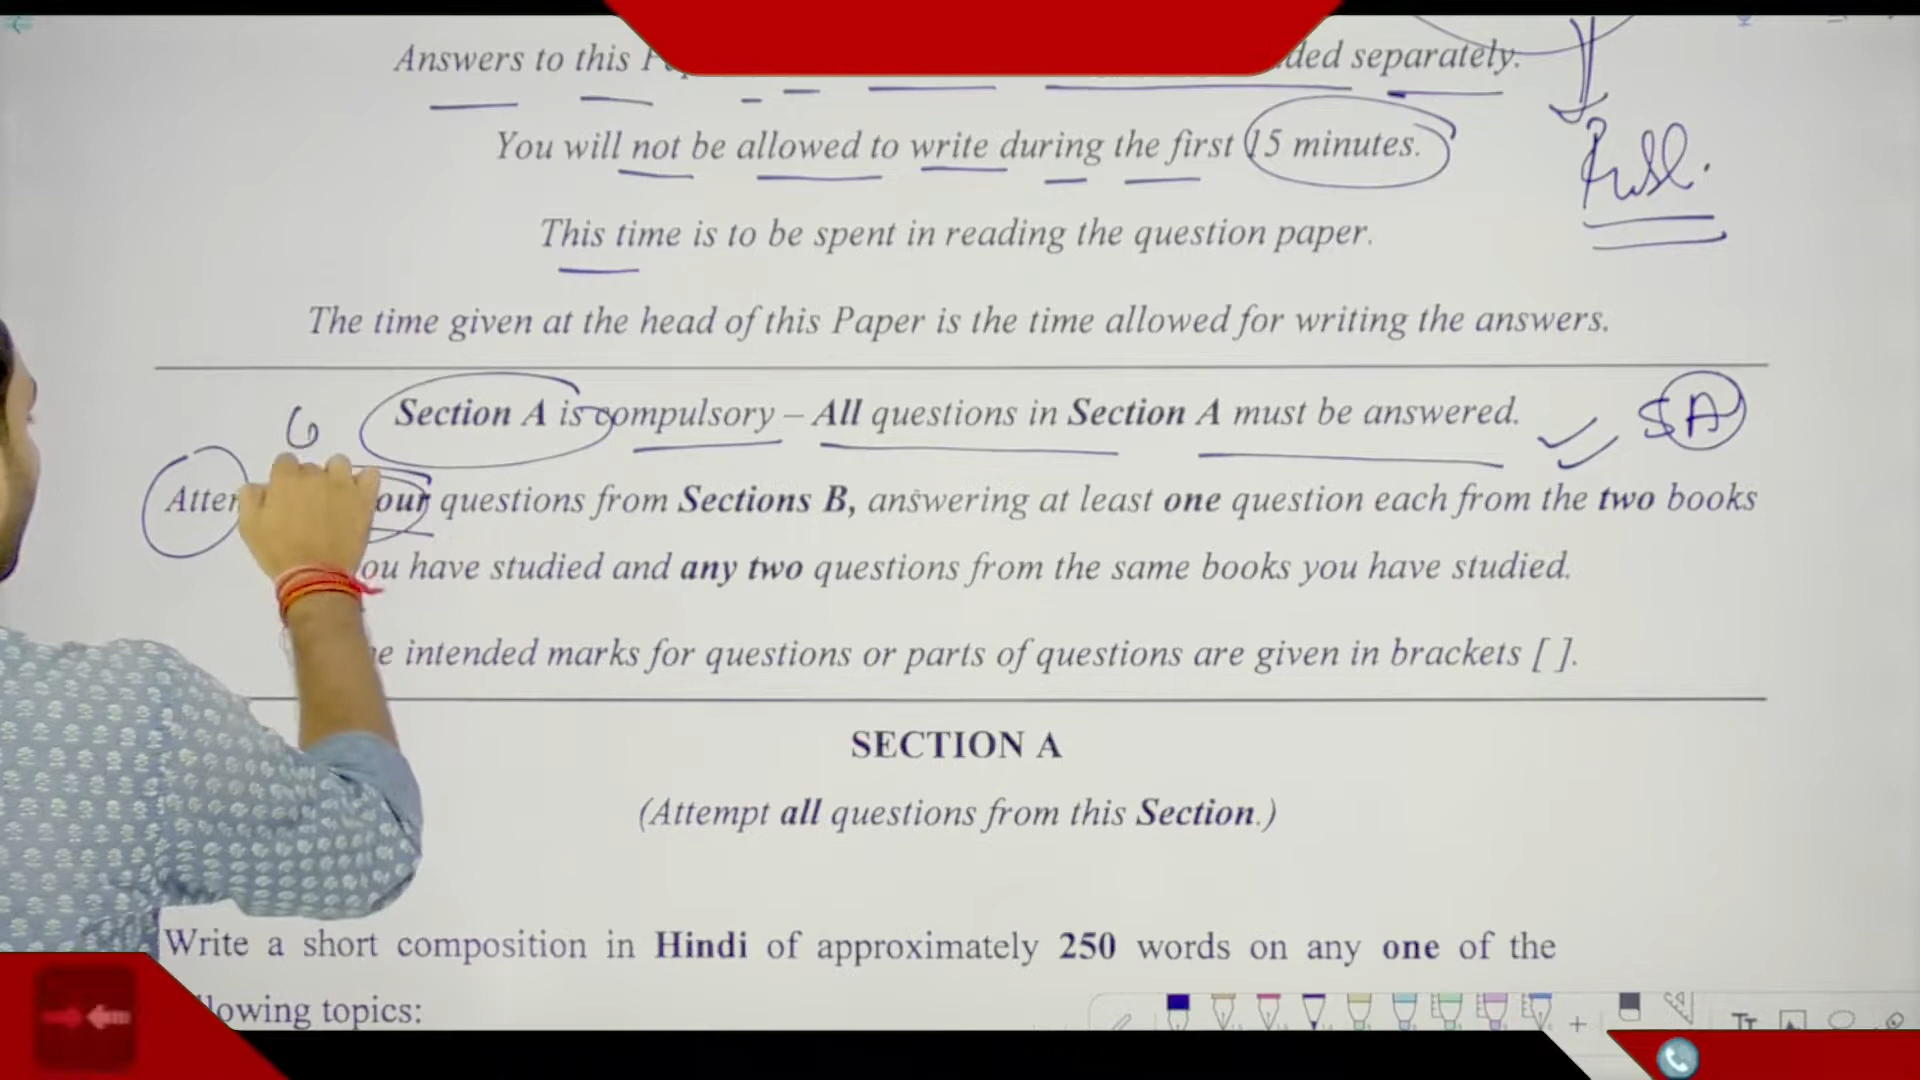 Answers to this separately.
You will not be allowed to write during the first 15 minutes.
This time is to be spent in reading the question paper.
The time given at the head of this Paper is the time allowed for writing the answers.
6
Section A is compulsory – All questions in Section A must be answered.
SA
questions from Sections B, answering at least one question each from the two books
have studied and any two questions from the same books you have studied.
intended marks for questions or parts of questions are given in brackets [ ].
SECTION A
(Attempt all questions from this Section.)
Write a short composition in Hindi of approximately 250 words on any one of the
topics: